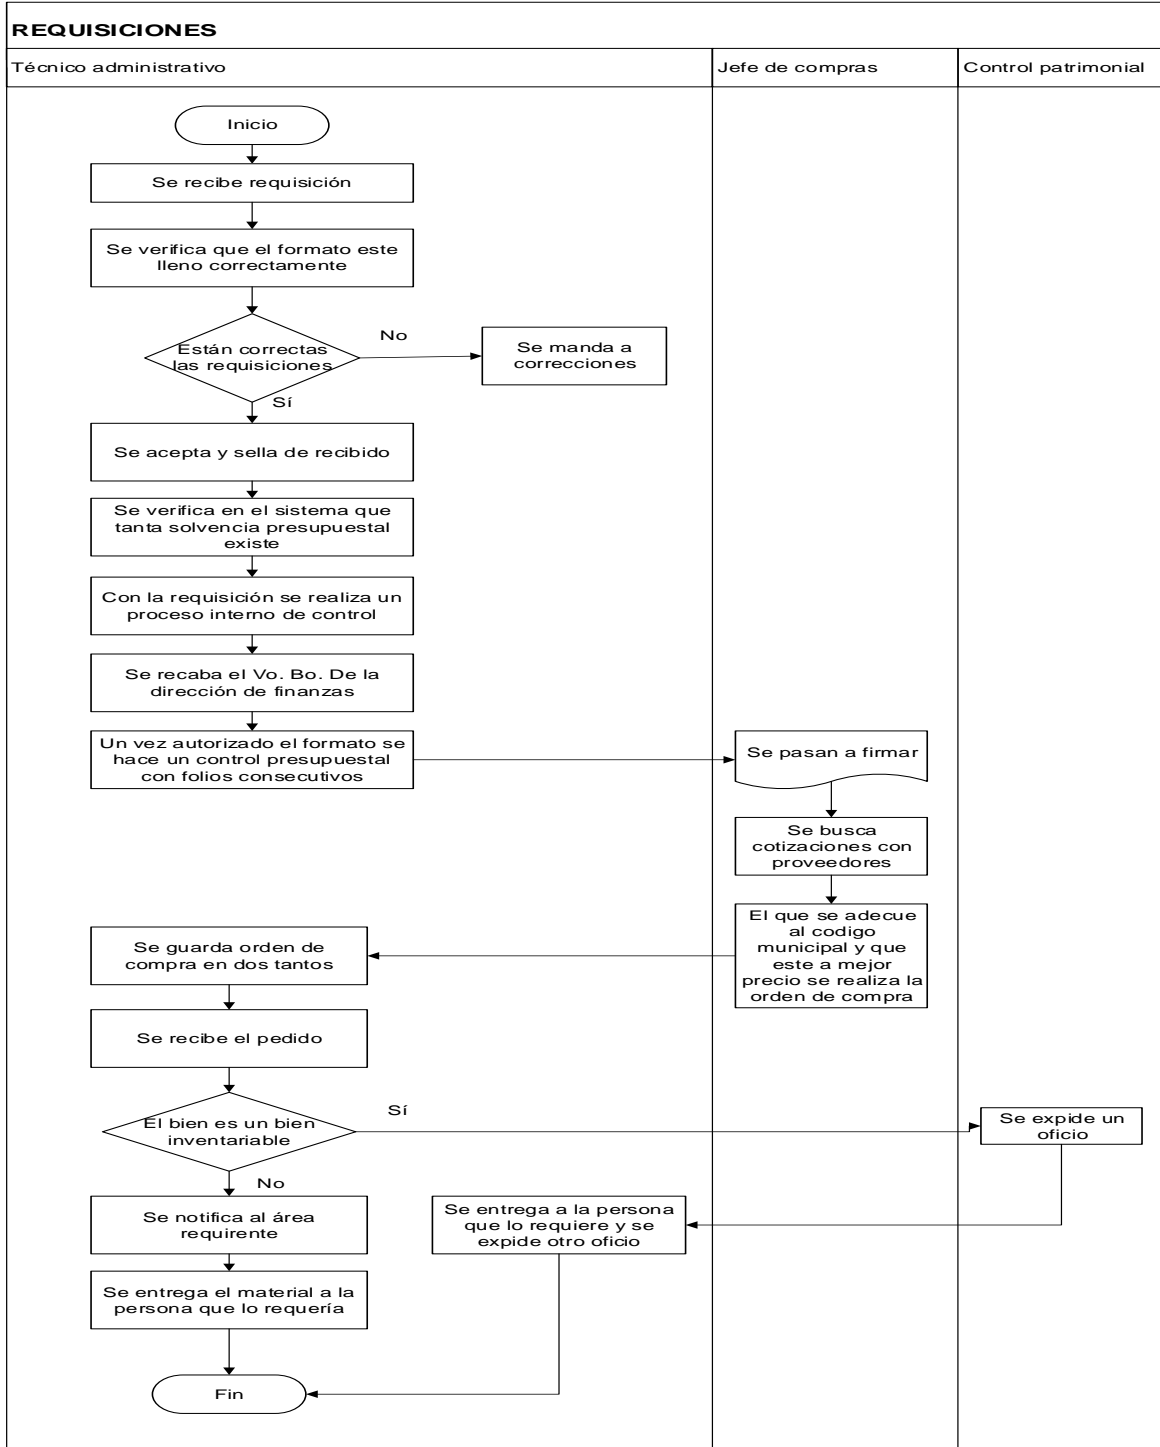 REQUISICIONES
Técnico administrativo
Jefe de compras
Control patrimonial
Inicio
Se recibe requisición
Se verifica que el formato este
lleno correctamente
Están correctas
las requisiciones
No
Se manda a
correcciones
Sí
Se acepta y sella de recibido
Se verifica en el sistema que
tanta solvencia presupuestal
existe
Con la requisición se realiza un
proceso interno de control
Se recaba el Vo. Bo. De la
dirección de finanzas
Un vez autorizado el formato se
hace un control presupuestal
con folios consecutivos
Se pasan a firmar
Se busca
cotizaciones con
proveedores
El que se adecue
al codigo
municipal y que
este a mejor
precio se realiza la
orden de compra
Se guarda orden de
compra en dos tantos
Se recibe el pedido
El bien es un bien
inventariable
Sí
Se expide un
oficio
No
Se notifica al área
requirente
Se entrega a la persona
que lo requiere y se
expide otro oficio
Se entrega el material a la
persona que lo requería
Fin